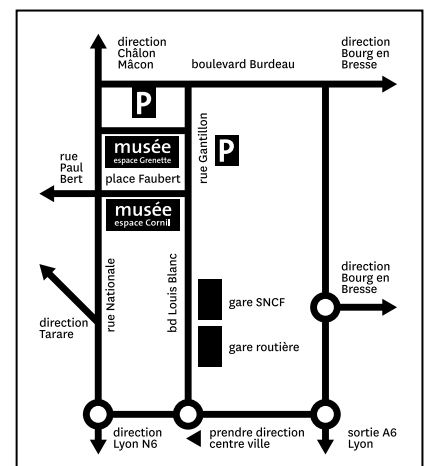 direction
Châlon
Mâcon
boulevard Burdeau
direction
Bourg en
Bresse
P
rue Gantillon
P
musée
espace Grenette
rue
Paul
Bert
place Faubert
musée
espace Cornil
rue Nationale
bd Louis Blanc
direction
Tarare
gare SNCF
gare routière
direction
Bourg en
Bresse
direction
Lyon N6
prendre direction
centre ville
sortie A6
Lyon